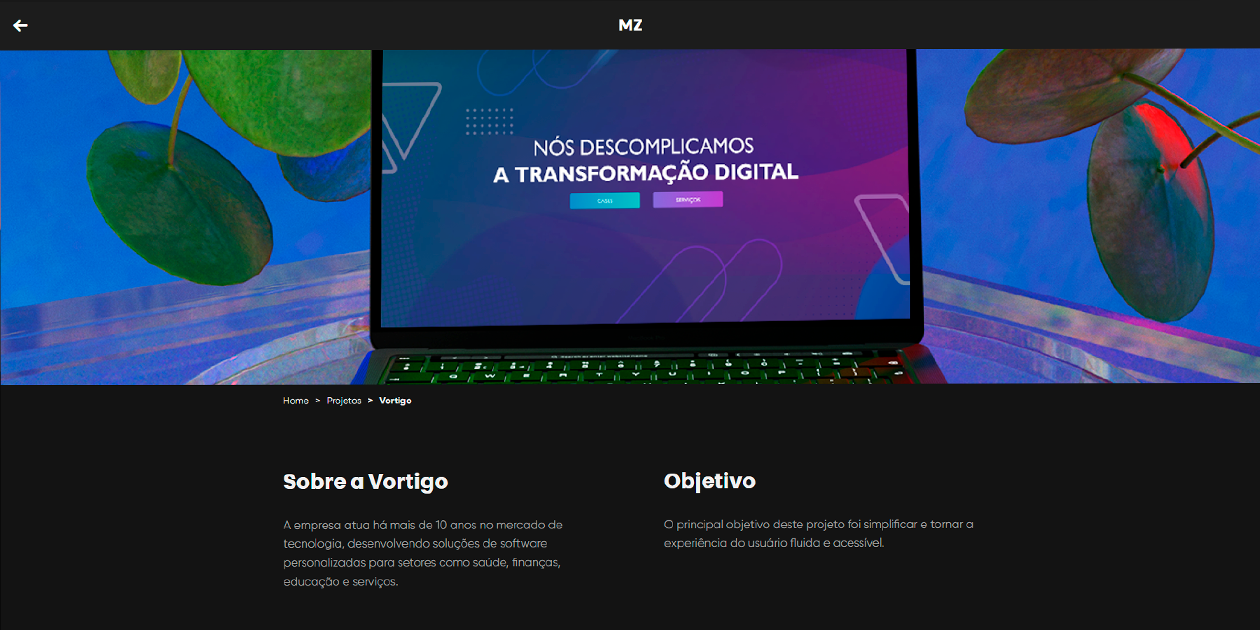 MZ
NÓS DESCOMPLICAMOS
A TRANSFORMAÇÃO DIGITAL
CASES SERVIÇOS
Home > Projetos > Vortigo
Sobre a Vortigo
A empresa atua há mais de 10 anos no mercado de
tecnologia, desenvolvendo soluções de software
personalizadas para setores como saúde, finanças,
educação e serviços.
Objetivo
O principal objetivo deste projeto foi simplificar e tornar a
experiência do usuário fluida e acessível.